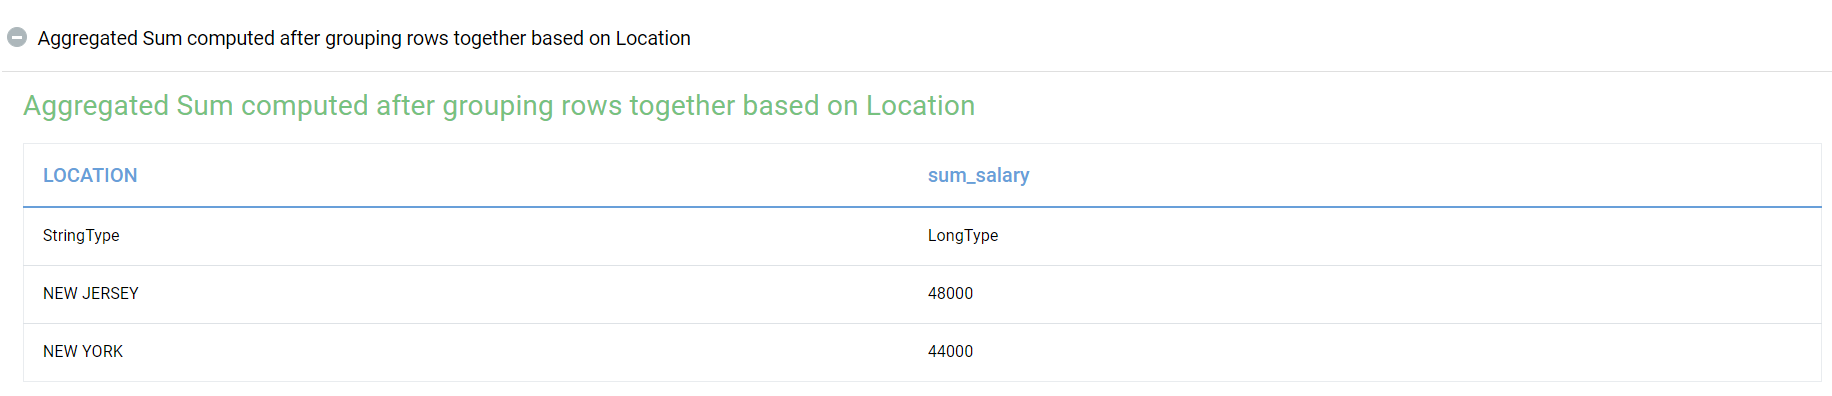 Aggregated Sum computed after grouping rows together based on Location
Aggregated Sum computed after grouping rows together based on Location
LOCATION sum_salary
StringType LongType
NEW JERSEY 48000
NEW YORK 44000